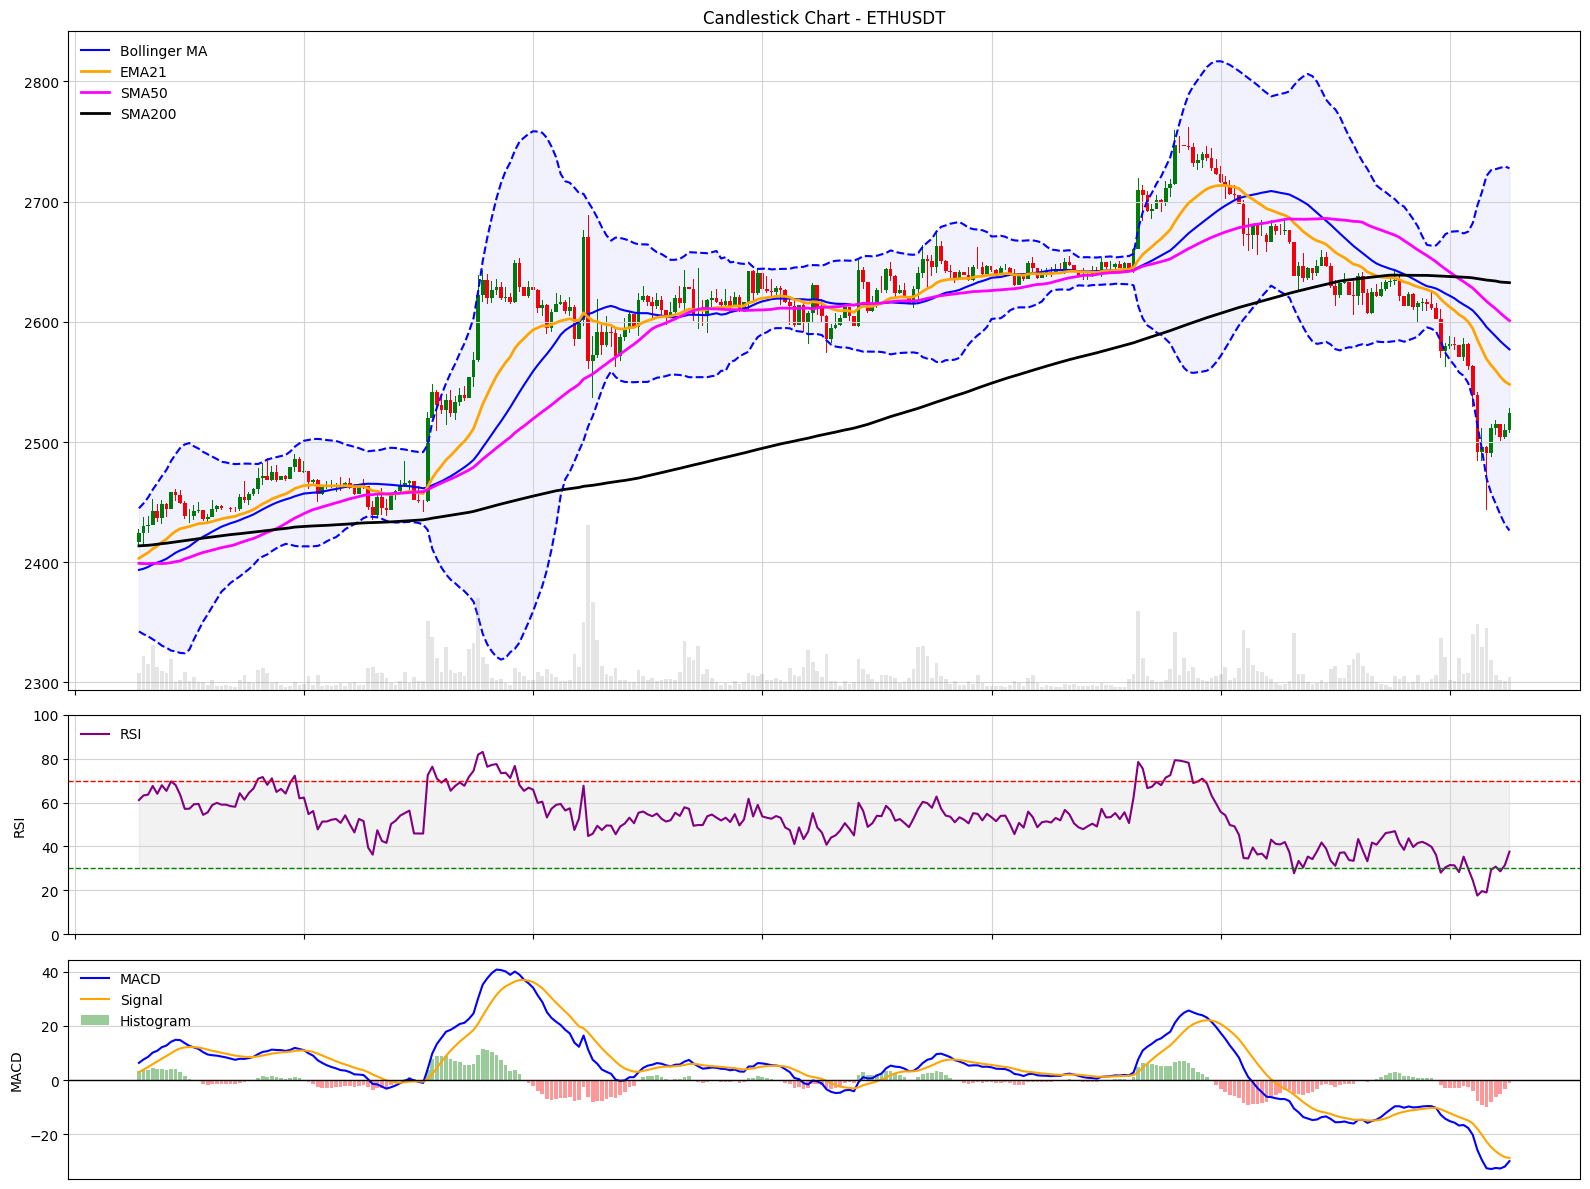 Candlestick Chart - ETHUSDT
Bollinger MA
EMA21
SMA50
SMA200
2800
2700
2600
2500
2400
2300
RSI
100
80
60
40
20
0
RSI
MACD
Signal
Histogram
40
20
0
−20
MACD